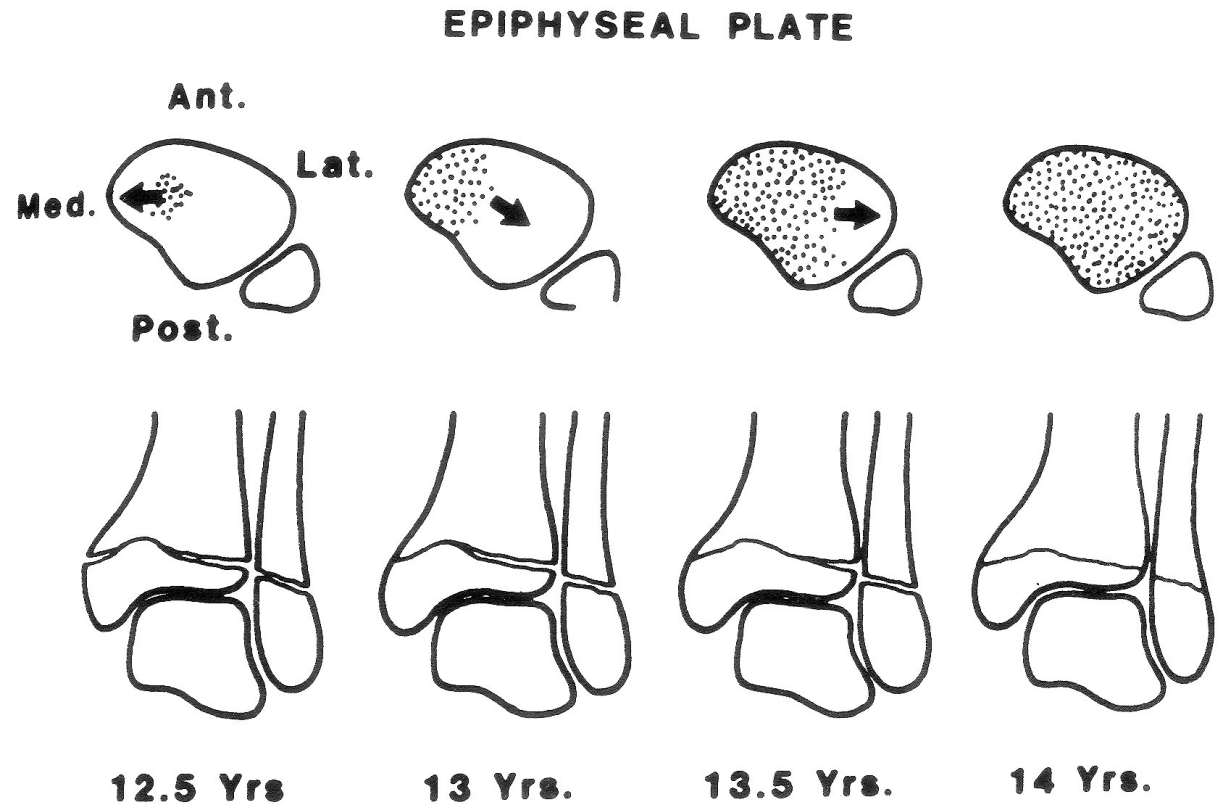 EPIPHYSEAL PLATE
Ant.
Lat.
Med.
Post.
12.5 Yrs
13 Yrs.
13.5 Yrs.
14 Yrs.